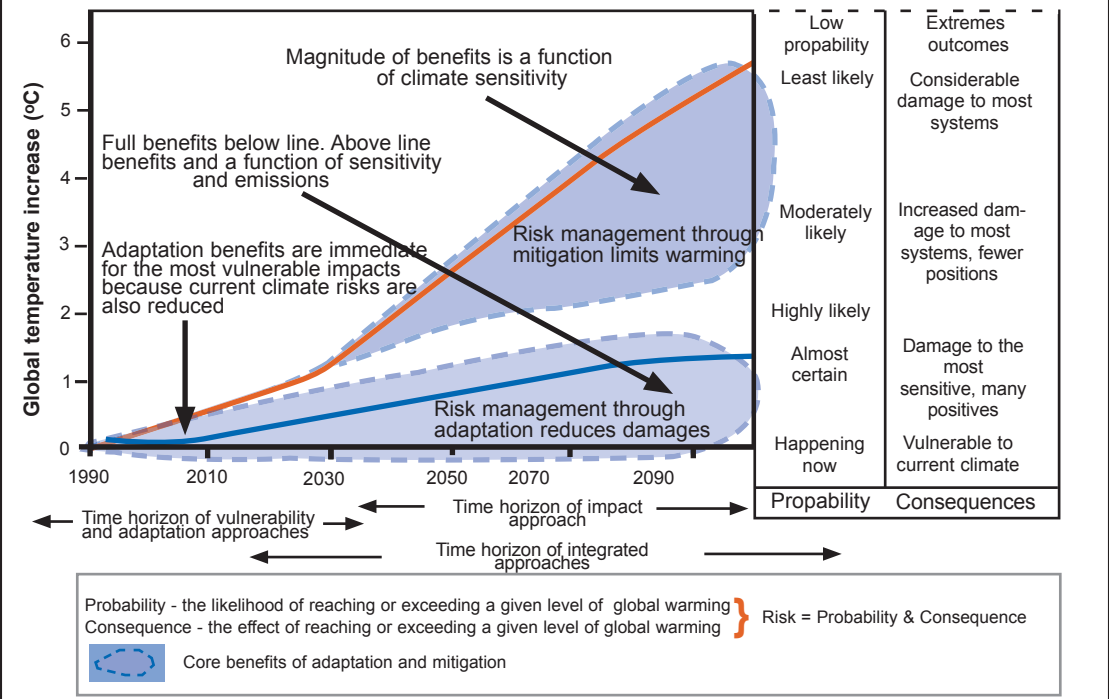 Global temperature increase (oC)
6
5
4
3
2
1
0
Magnitude of benefits is a function
of climate sensitivity
Full benefits below line. Above line
benefits and a function of sensitivity
and emissions
Adaptation benefits are immediate
for the most vulnerable impacts
because current climate risks are
also reduced
Risk management through
mitigation limits warming
Risk management through
adaptation reduces damages
1990
2010
2030
2050
2070
2090
Low
propability
Least likely
Moderately
likely
Highly likely
Almost
certain
Happening
now
Propability
Extremes
outcomes
Considerable
damage to most
systems
Increased dam-
age to most
systems, fewer
positions
Damage to the
most
sensitive, many
positives
Vulnerable to
current climate
Consequences
Time horizon of vulnerability
and adaptation approaches
Time horizon of impact
approach
Time horizon of integrated
approaches
Probability - the likelihood of reaching or exceeding a given level of global warming
Consequence - the effect of reaching or exceeding a given level of global warming
Risk = Probability & Consequence
Core benefits of adaptation and mitigation